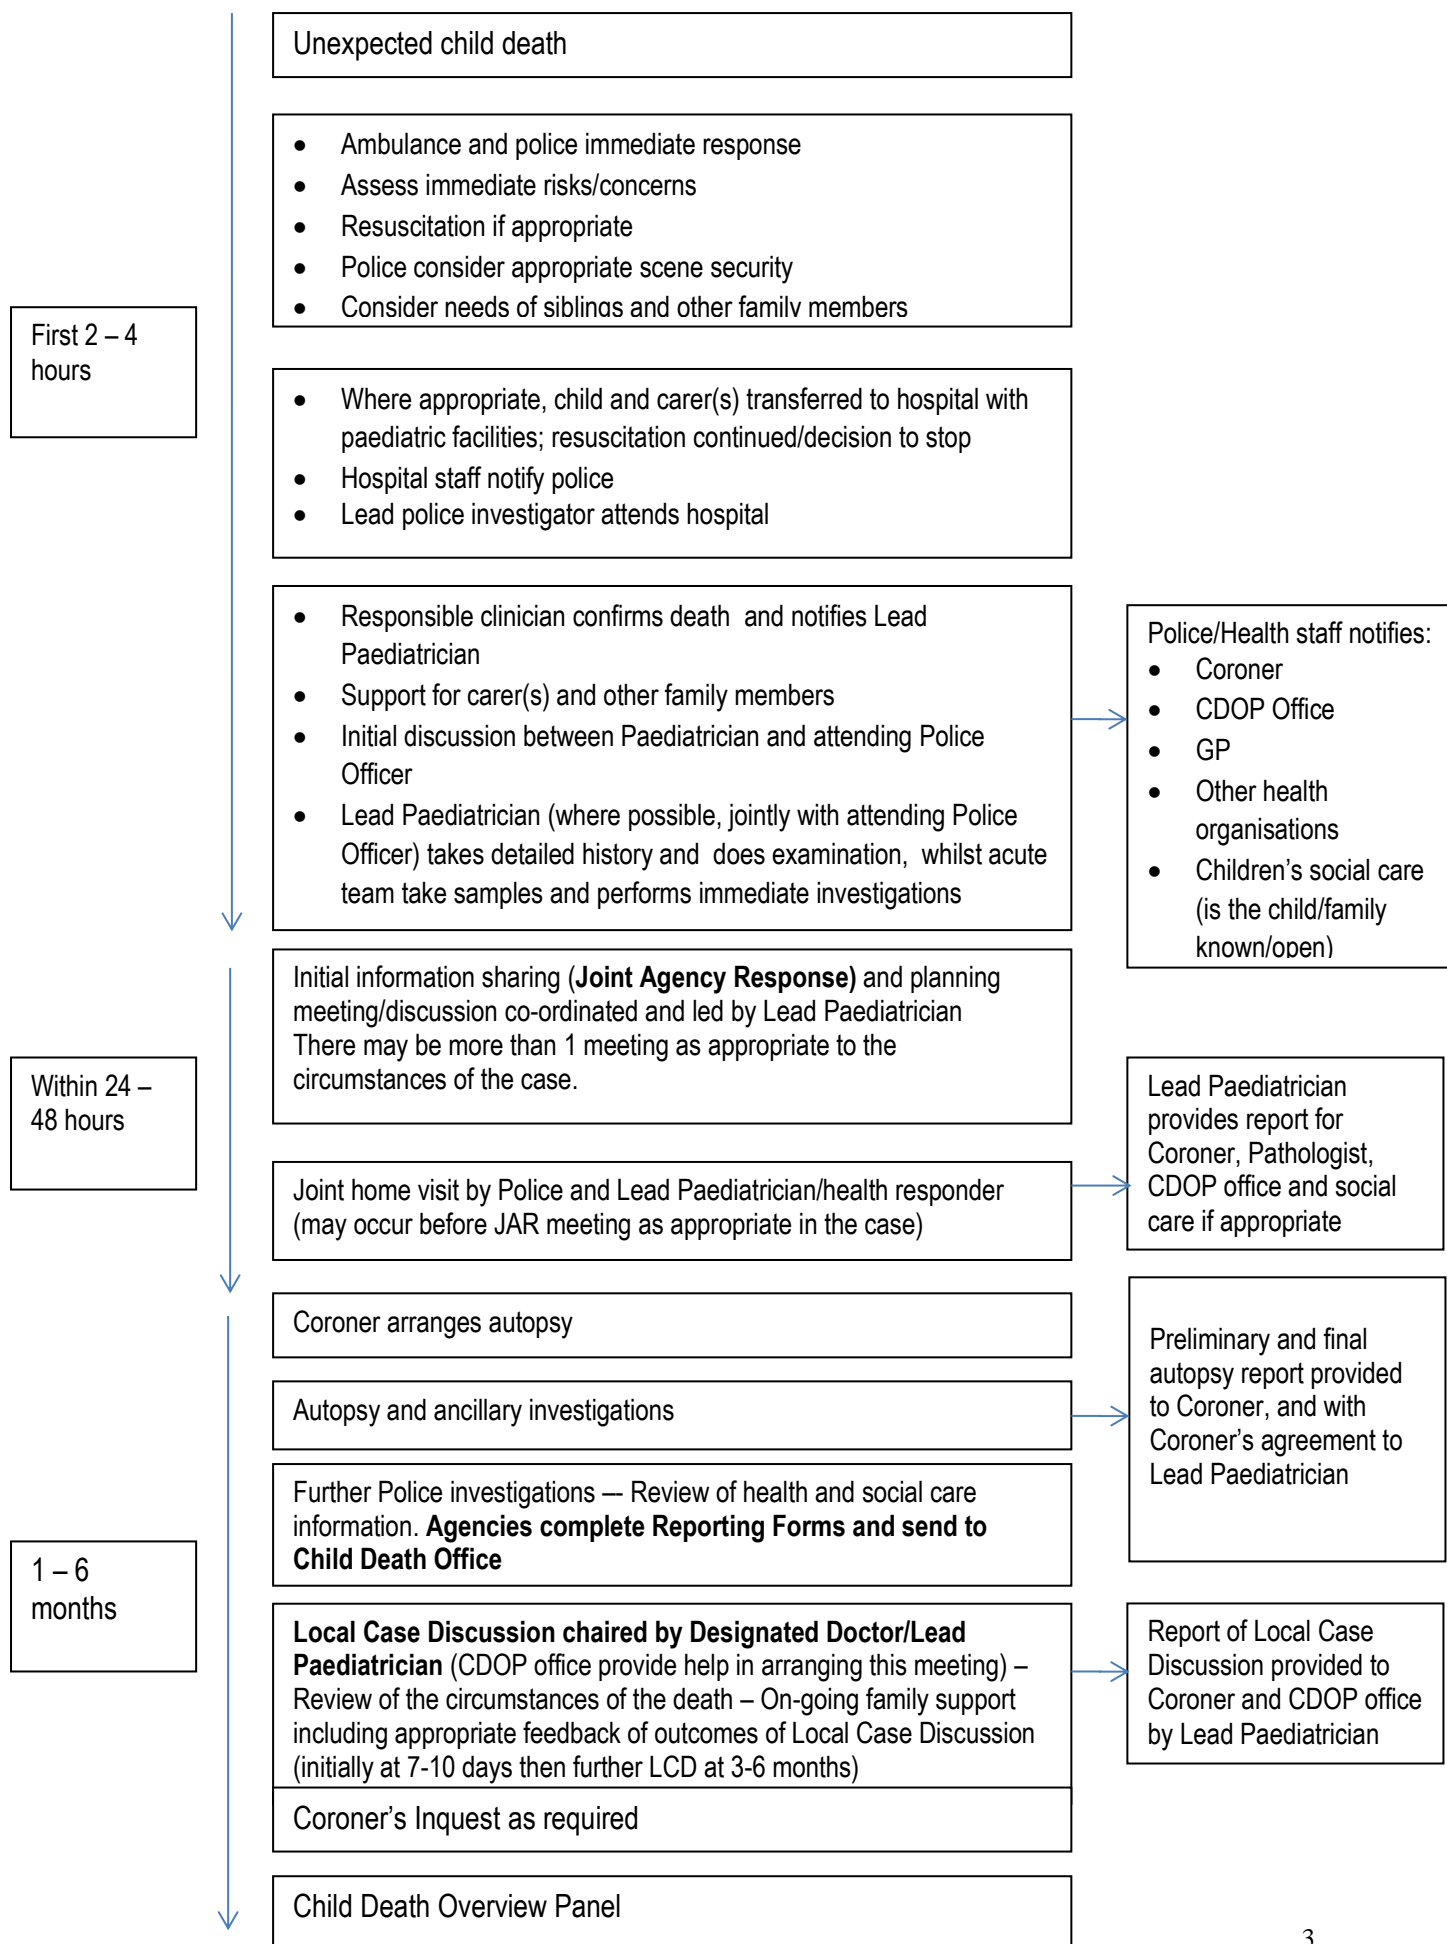 Unexpected child death
• Ambulance and police immediate response
• Assess immediate risks/concerns
• Resuscitation if appropriate
• Police consider appropriate scene security
• Consider needs of siblings and other family members
First 2 – 4
hours
• Where appropriate, child and carer(s) transferred to hospital with
paediatric facilities; resuscitation continued/decision to stop
• Hospital staff notify police
• Lead police investigator attends hospital
• Responsible clinician confirms death and notifies Lead
Paediatrician
• Support for carer(s) and other family members
• Initial discussion between Paediatrician and attending Police
Officer
• Lead Paediatrician (where possible, jointly with attending Police
Officer) takes detailed history and does examination, whilst acute
team take samples and performs immediate investigations
Police/Health staff notifies:
• Coroner
• CDOP Office
• GP
• Other health
organisations
• Children’s social care
(is the child/family
known/open)
Initial information sharing (Joint Agency Response) and planning
meeting/discussion co-ordinated and led by Lead Paediatrician
There may be more than 1 meeting as appropriate to the
circumstances of the case.
Within 24 –
48 hours
Joint home visit by Police and Lead Paediatrician/health responder
(may occur before JAR meeting as appropriate in the case)
Lead Paediatrician
provides report for
Coroner, Pathologist,
CDOP office and social
care if appropriate
Coroner arranges autopsy
Autopsy and ancillary investigations
Preliminary and final
autopsy report provided
to Coroner, and with
Coroner’s agreement to
Lead Paediatrician
Further Police investigations –- Review of health and social care
information. Agencies complete Reporting Forms and send to
Child Death Office
1 – 6
months
Local Case Discussion chaired by Designated Doctor/Lead
Paediatrician (CDOP office provide help in arranging this meeting) –
Review of the circumstances of the death – On-going family support
including appropriate feedback of outcomes of Local Case Discussion
(initially at 7-10 days then further LCD at 3-6 months)
Report of Local Case
Discussion provided to
Coroner and CDOP office
by Lead Paediatrician
Coroner’s Inquest as required
Child Death Overview Panel
3